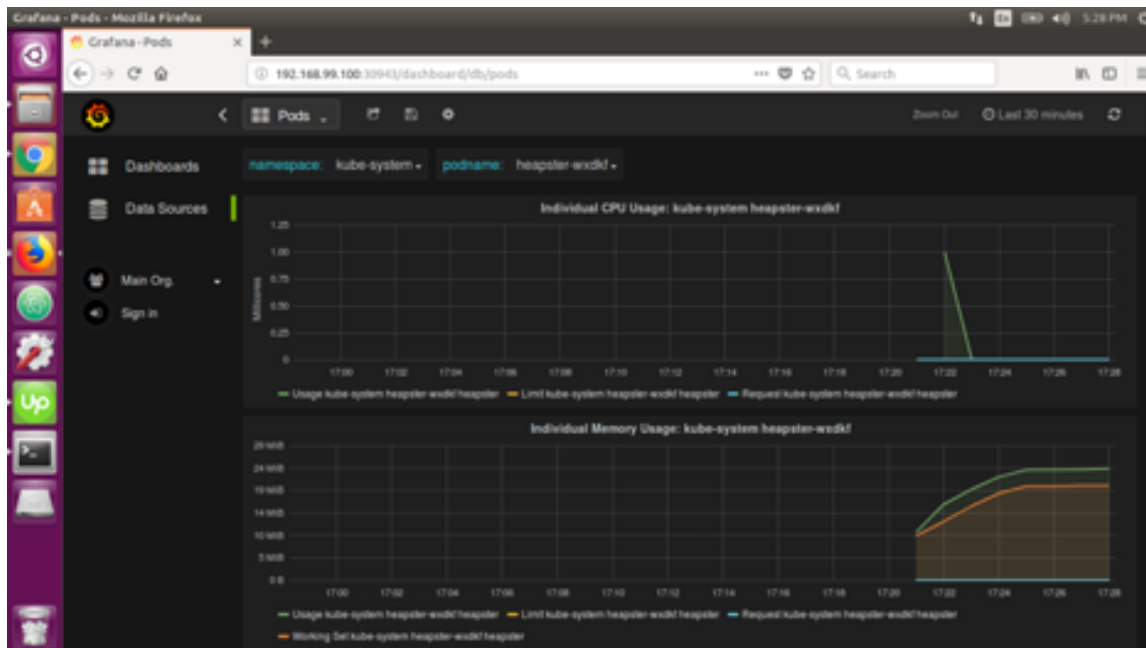 Grafana - Pods - Mozilla Firefox
En
5:28 PM
Grafana - Pods
192.168.99.100:30943/dashboard/db/pods
Search
Pods
Zoom Out
Last 30 minutes
Dashboards
Data Sources
Main Org.
Sign in
namespace: kube-system
podname: heapster-wxdkf
Individual CPU Usage: kube-system heapster-wxdkf
Millicores
1.25
1.00
0.75
0.50
0.25
0
17:00 17:02 17:04 17:06 17:08 17:10 17:12 17:14 17:16 17:18 17:20 17:22 17:24 17:26 17:28
Usage kube-system heapster-wxdkf heapster Limit kube-system heapster-wxdkf heapster Request kube-system heapster-wxdkf heapster
Individual Memory Usage: kube-system heapster-wxdkf
29 MiB
24 MiB
19 MiB
14 MiB
10 MiB
5 MiB
0 B
17:00 17:02 17:04 17:06 17:08 17:10 17:12 17:14 17:16 17:18 17:20 17:22 17:24 17:26 17:28
Usage kube-system heapster-wxdkf heapster Limit kube-system heapster-wxdkf heapster Request kube-system heapster-wxdkf heapster
Working Set kube-system heapster-wxdkf heapster
Up